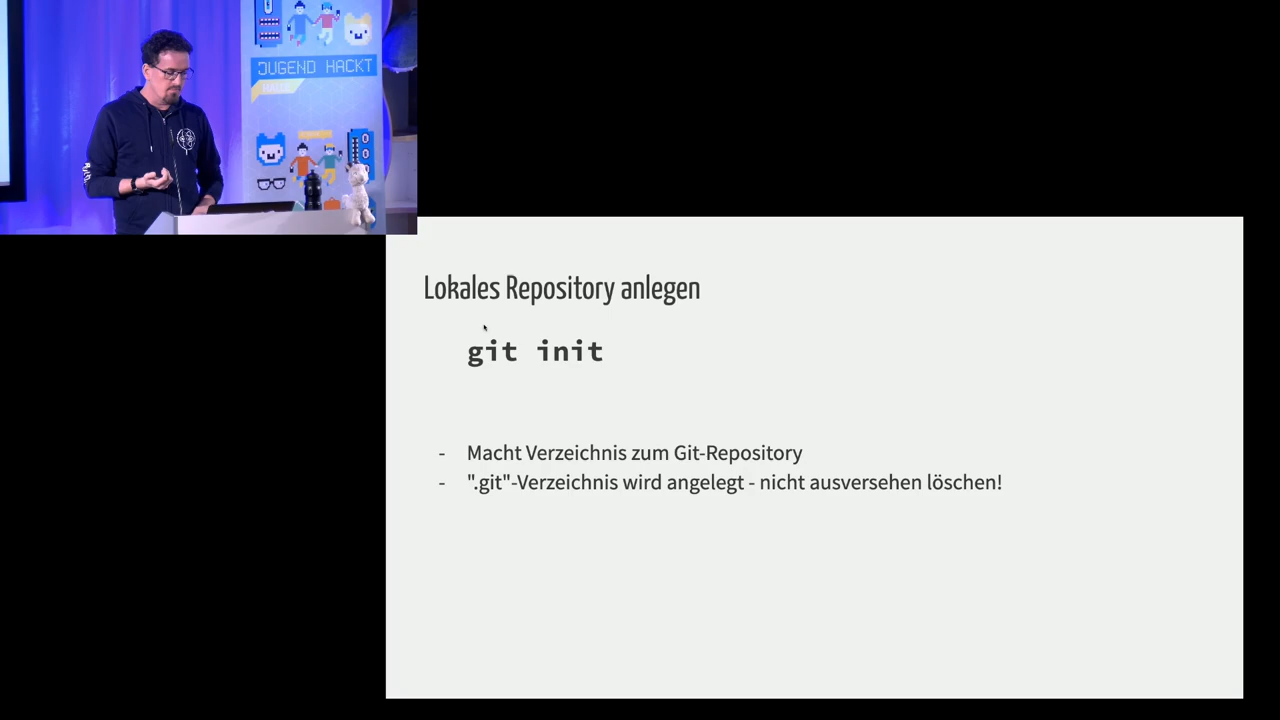 JUGEND HACKT
Lokales Repository anlegen
git init
- Macht Verzeichnis zum Git-Repository
- ".git"-Verzeichnis wird angelegt - nicht ausversehen löschen!